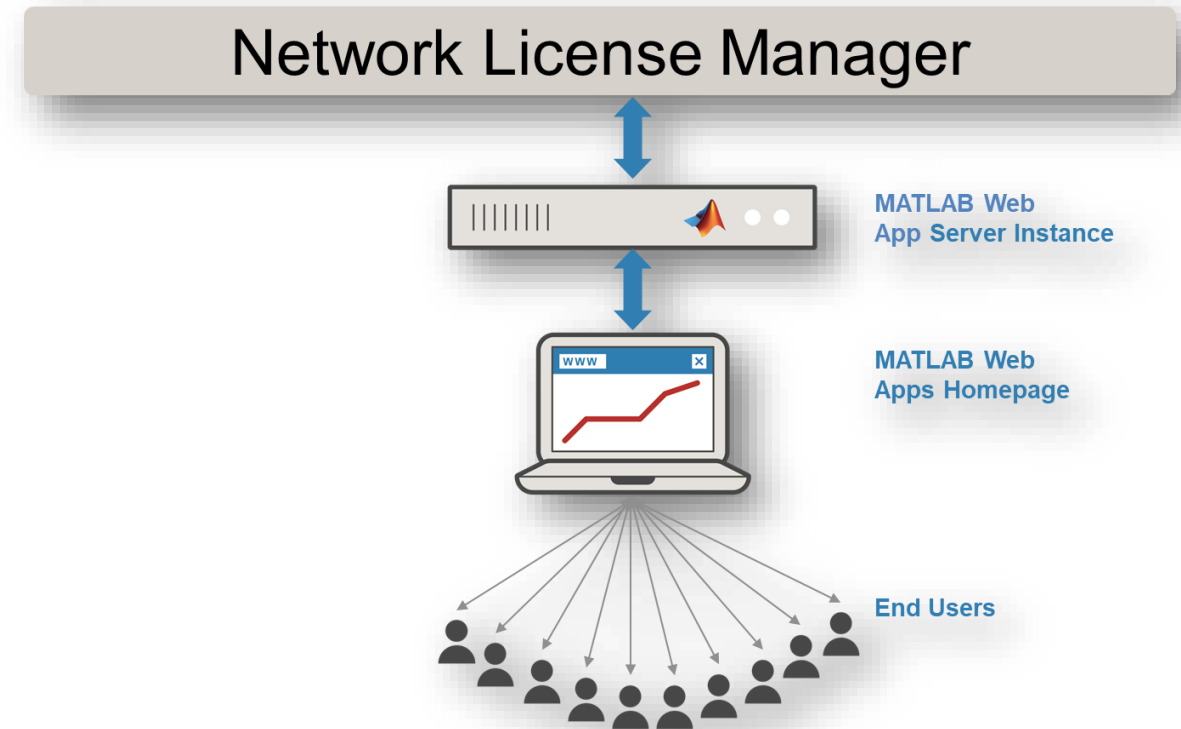 Network License Manager
MATLAB Web
App Server Instance
www
MATLAB Web
Apps Homepage
End Users